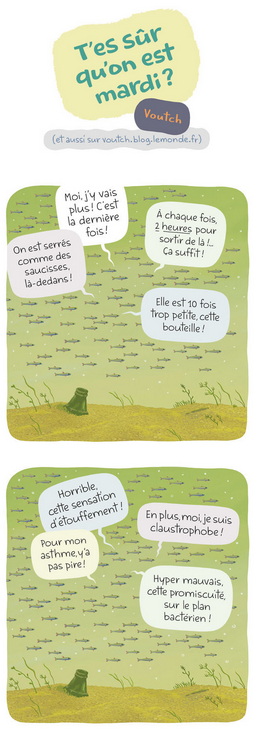 T'es sûr
qu'on est
mardi?
Voutch
(et aussi sur voutch.blog.lemonde.fr)
Moi, j'y vais
plus! C'est
la dernière
fois!
À chaque fois,
2 heures pour
sortir de là !..
Ça suffit!
On est serrés
comme des
saucisses,
là-dedans!
Elle est 10 fois
trop petite, cette
bouteille!
Horrible,
cette sensation
d'étouffement!
En plus, moi, je suis
claustrophobe!
Pour mon
asthme, y'a
pas pire!
Hyper mauvais,
cette promiscuité,
sur le plan
bactérien!